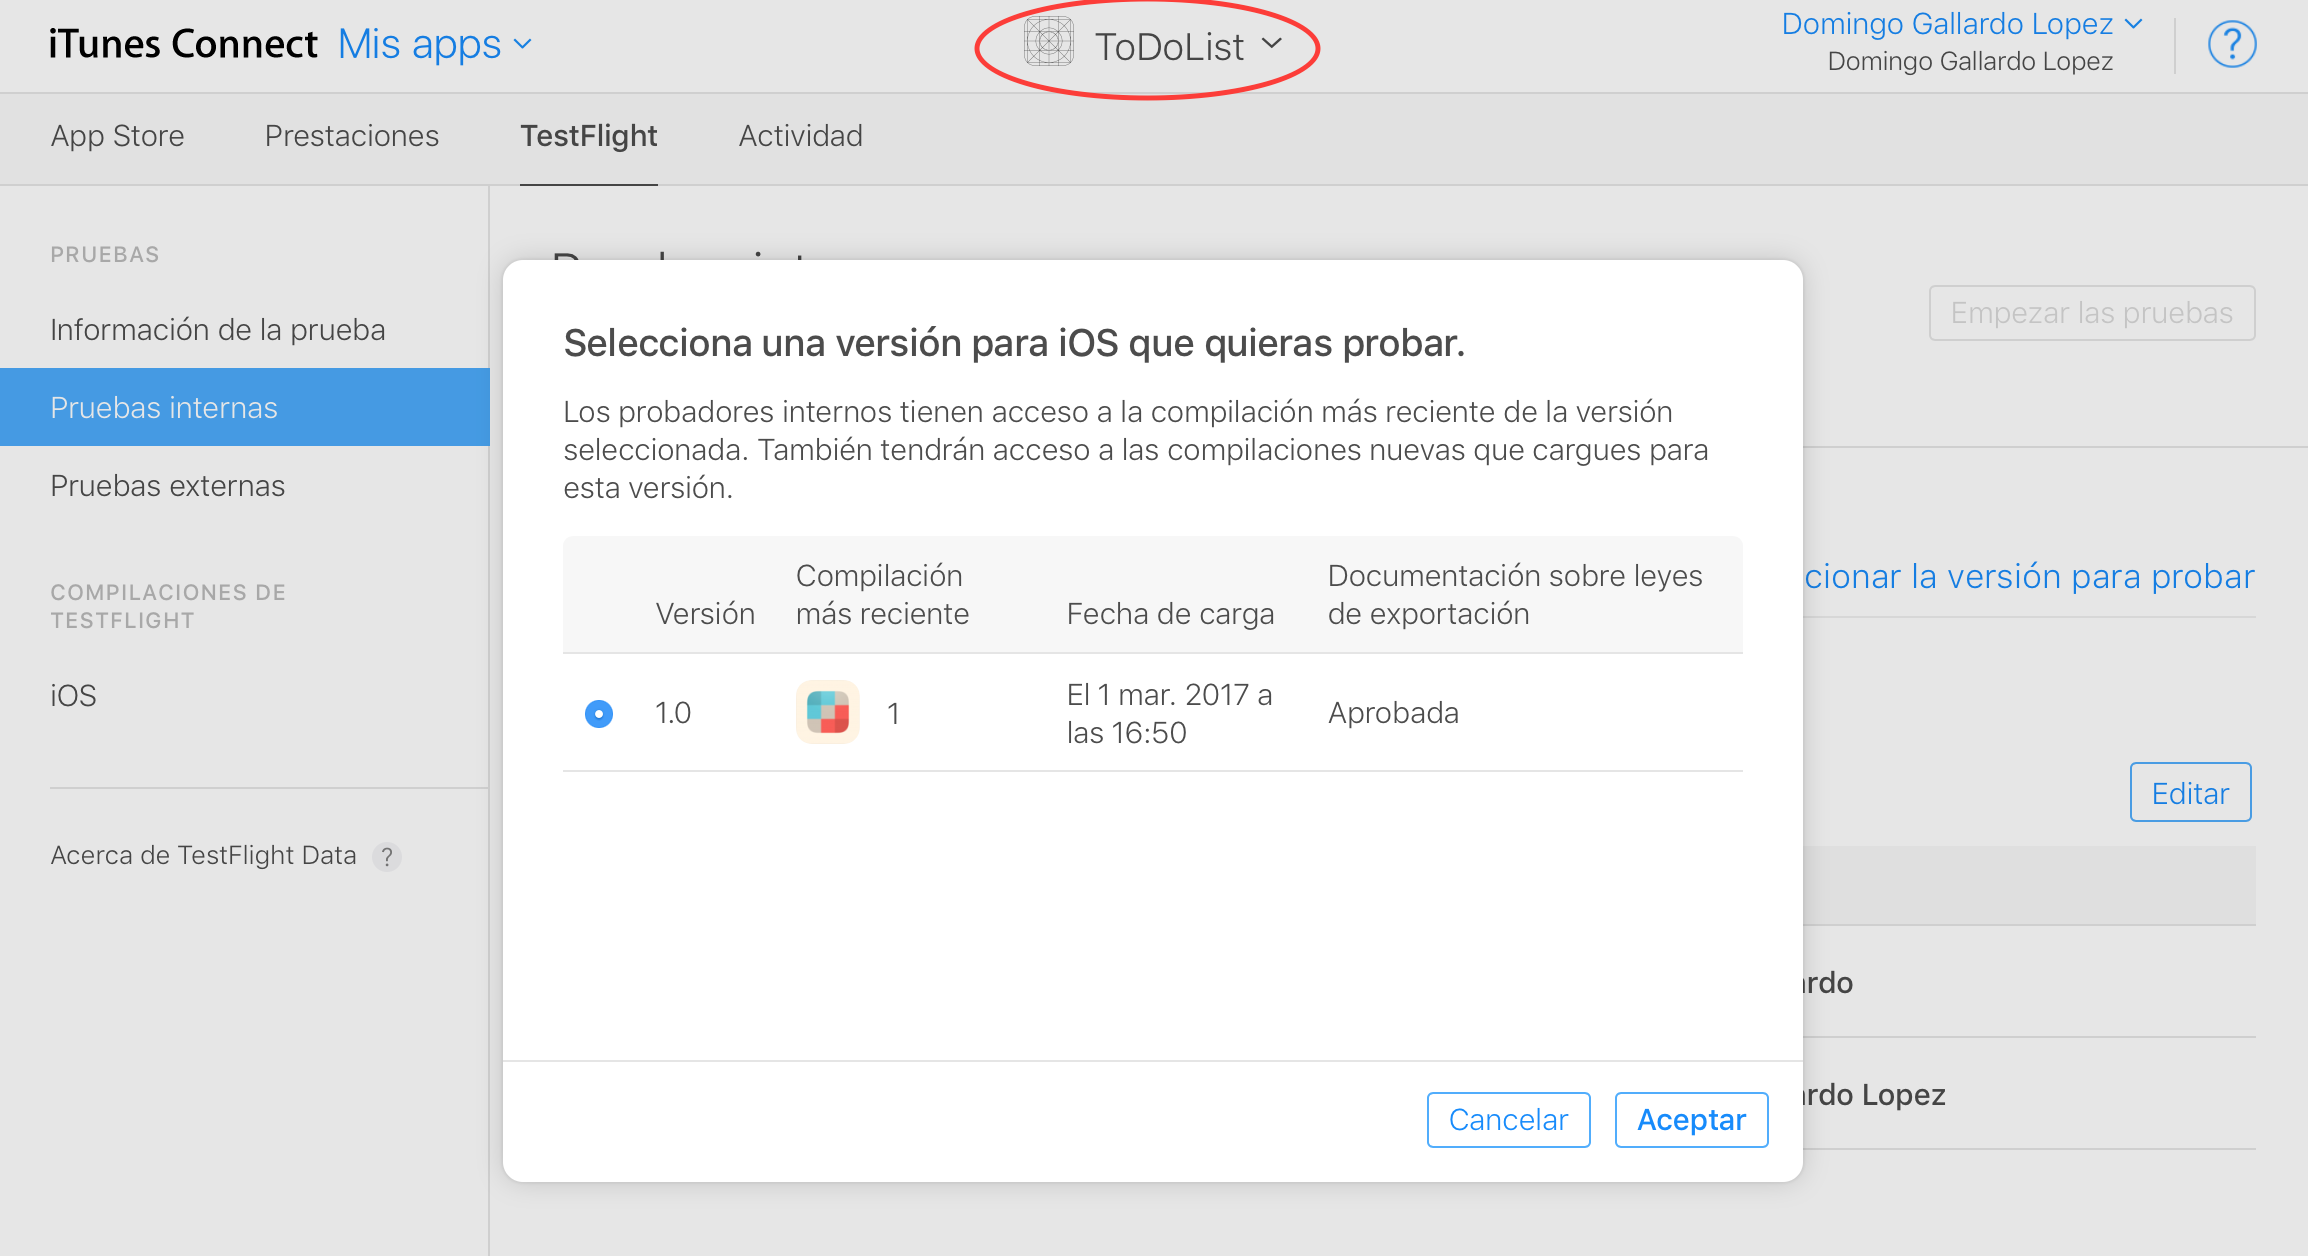 iTunes Connect Mis apps
ToDoList
Domingo Gallardo Lopez
Domingo Gallardo Lopez
?
App Store Prestaciones TestFlight Actividad
PRUEBAS
Información de la prueba
Pruebas internas
Pruebas externas
COMPILACIONES DE
TESTFLIGHT
iOS
Acerca de TestFlight Data ?
Empezar las pruebas
Selecciona una versión para iOS que quieras probar.
Los probadores internos tienen acceso a la compilación más reciente de la versión
seleccionada. También tendrán acceso a las compilaciones nuevas que cargues para
esta versión.
Versión
Compilación
más reciente
Fecha de carga
Documentación sobre leyes
de exportación
1.0
1
El 1 mar. 2017 a
las 16:50
Aprobada
Cancelar Aceptar
cionar la versión para probar
Editar
rdo
rdo Lopez